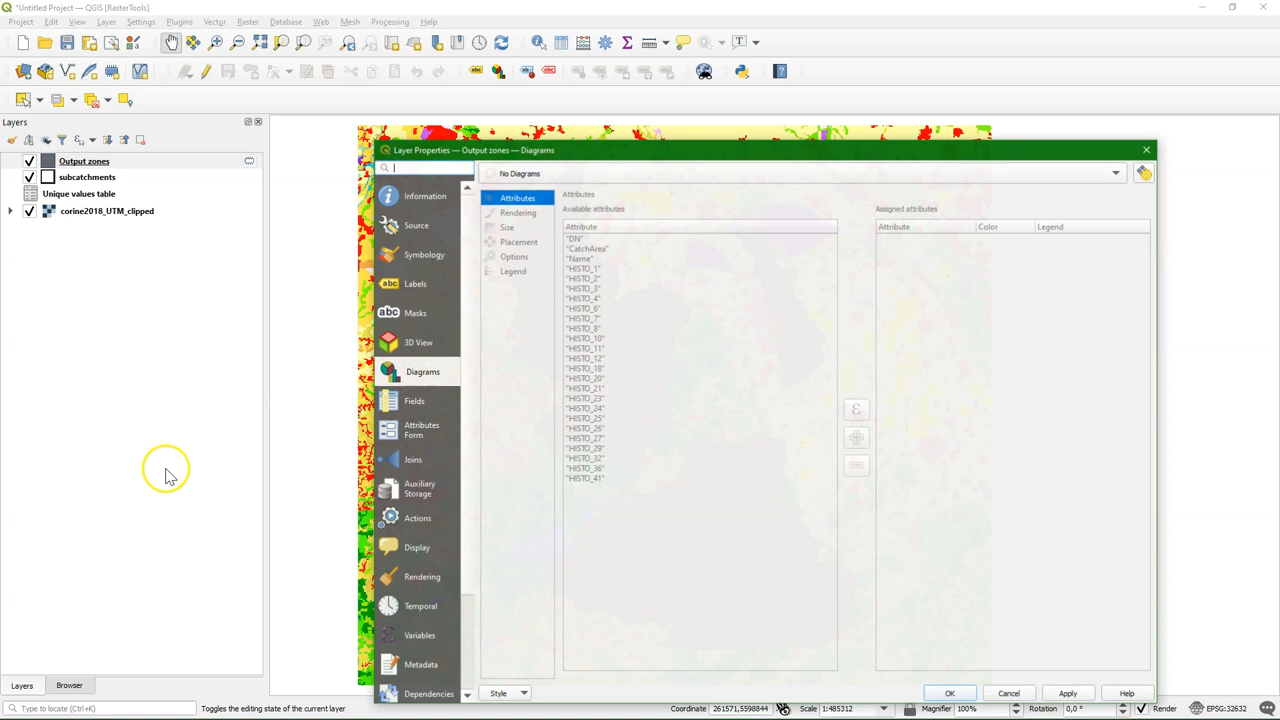 *Untitled Project — QGIS [RasterTools]
Project Edit View Layer Settings Plugins Vector Raster Database Web Mesh Processing Help
Layers
Output zones
subcatchments
Unique values table
corine2018_UTM_clipped
Layer Properties — Output zones — Diagrams
No Diagrams
Information
Source
Symbology
Labels
Masks
3D View
Diagrams
Fields
Attributes
Form
Joins
Auxiliary
Storage
Actions
Display
Rendering
Temporal
Variables
Metadata
Dependencies
Attributes
Rendering
Size
Placement
Options
Legend
Attributes
Available attributes
Attribute
"DN"
"CatchArea"
"Name"
"HISTO_1"
"HISTO_2"
"HISTO_3"
"HISTO_4"
"HISTO_6"
"HISTO_7"
"HISTO_8"
"HISTO_10"
"HISTO_11"
"HISTO_12"
"HISTO_18"
"HISTO_20"
"HISTO_21"
"HISTO_23"
"HISTO_24"
"HISTO_25"
"HISTO_26"
"HISTO_27"
"HISTO_29"
"HISTO_32"
"HISTO_36"
"HISTO_41"
Assigned attributes
Attribute Color Legend
Style OK Cancel Apply Help
Layers Browser
Type to locate (Ctrl+K) Toggles the editing state of the current layer Coordinate 261571,5598844 Scale 1:485312 Magnifier 100% Rotation 0,0 ° Render EPSG:32632